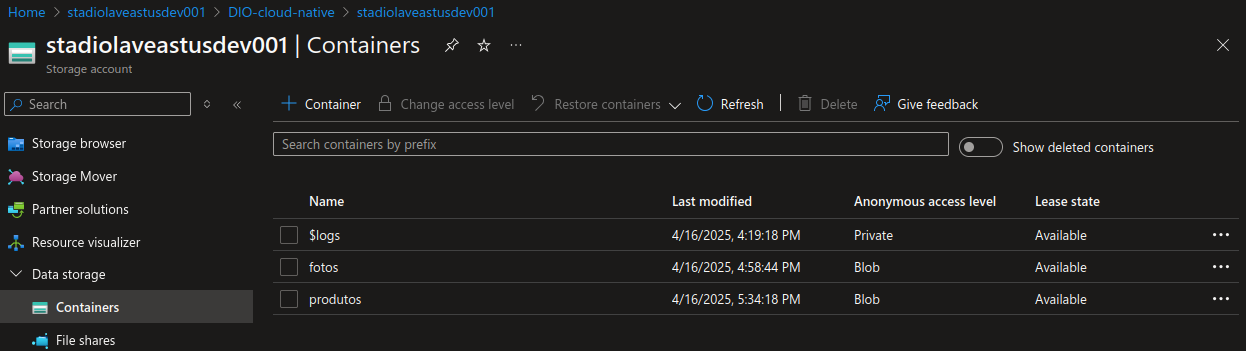 Home > stadiolaveastusdev001 > DIO-cloud-native > stadiolaveastusdev001
stadiolaveastusdev001 | Containers ...
Storage account
Search
Container Change access level Restore containers Refresh Delete Give feedback
Search containers by prefix
Show deleted containers
Storage browser
Storage Mover
Partner solutions
Resource visualizer
Data storage
Containers
File shares
Name Last modified Anonymous access level Lease state
$logs 4/16/2025, 4:19:18 PM Private Available ...
fotos 4/16/2025, 4:58:44 PM Blob Available ...
produtos 4/16/2025, 5:34:18 PM Blob Available ...